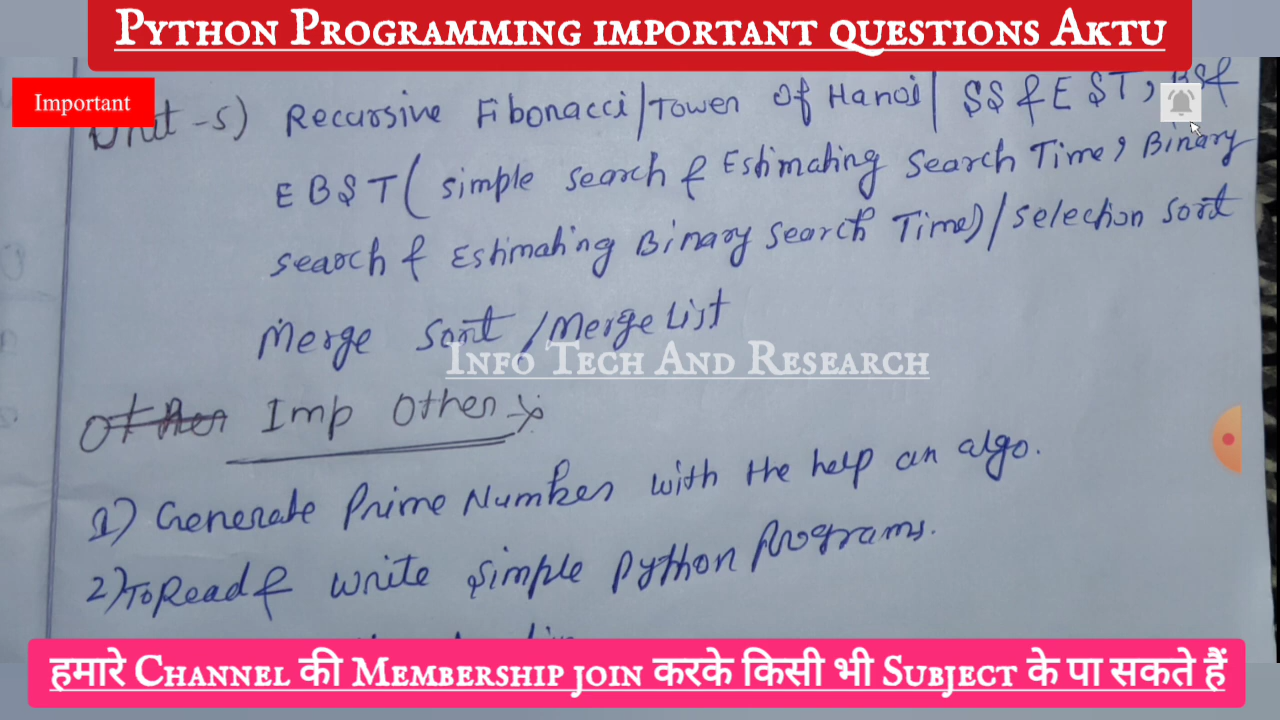 Python Programming important questions Aktu
Important
Unit-5) Recursive Fibonacci/Tower of Hanoi/ SS & EST, BS &
EBST( simple search & Estimating Search Time, Binary
search & Estimating Binary search Time)/selection sort
Merge sort /Merge List
Info Tech And Research
Imp Other
1) Generate Prime Number with the help an algo.
2) To Read & write simple Python Programs.
हमारे Channel की Membership join करके किसी भी Subject के पा सकते हैं